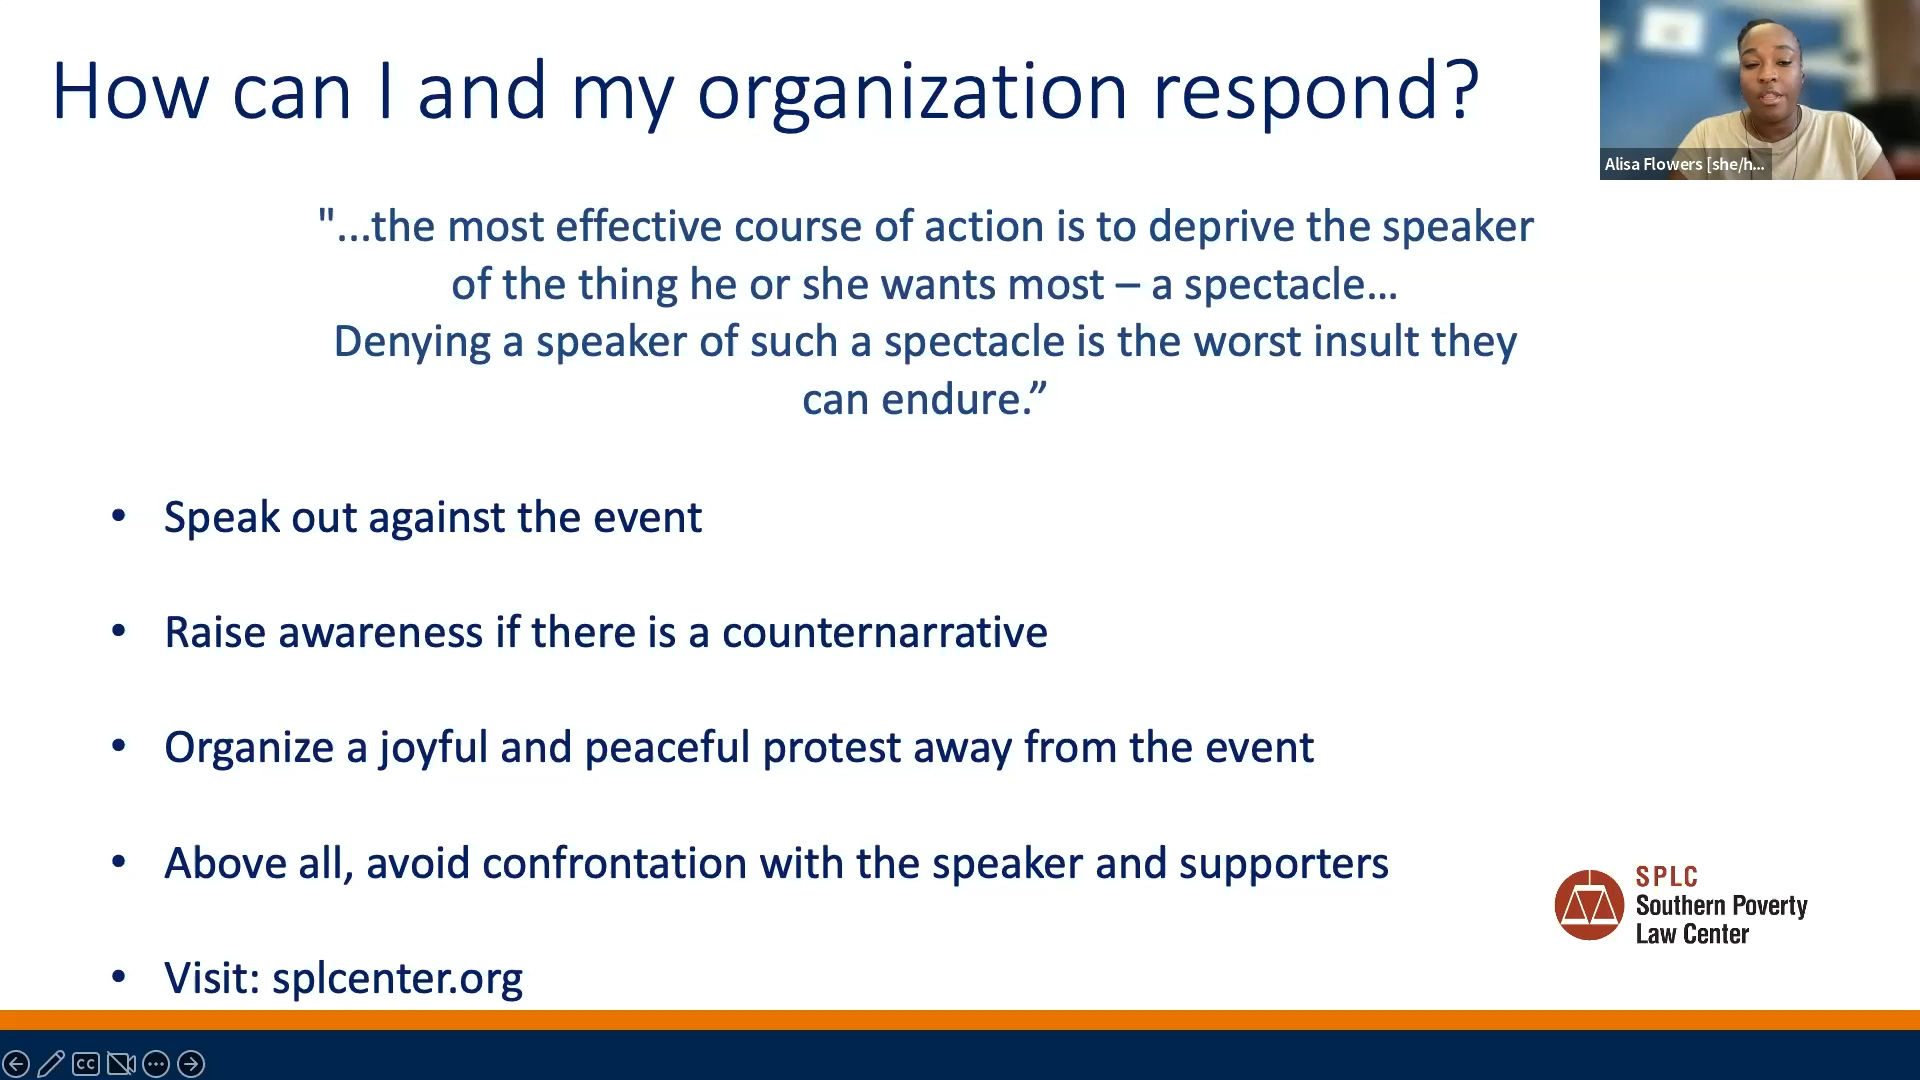 How can I and my organization respond?
Alisa Flowers [she/h...
"...the most effective course of action is to deprive the speaker
of the thing he or she wants most – a spectacle...
Denying a speaker of such a spectacle is the worst insult they
can endure.”
• Speak out against the event
• Raise awareness if there is a counternarrative
• Organize a joyful and peaceful protest away from the event
• Above all, avoid confrontation with the speaker and supporters
SPLC
Southern Poverty
Law Center
• Visit: splcenter.org
CC